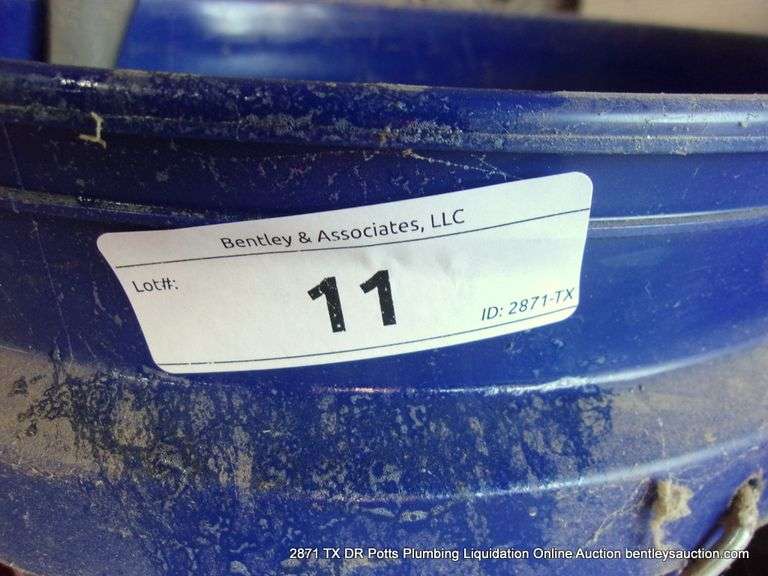 Bentley & Associates, LLC
Lot#:
11
ID: 2871-TX
2871 TX DR Potts Plumbing Liquidation Online Auction bentleysauction.com